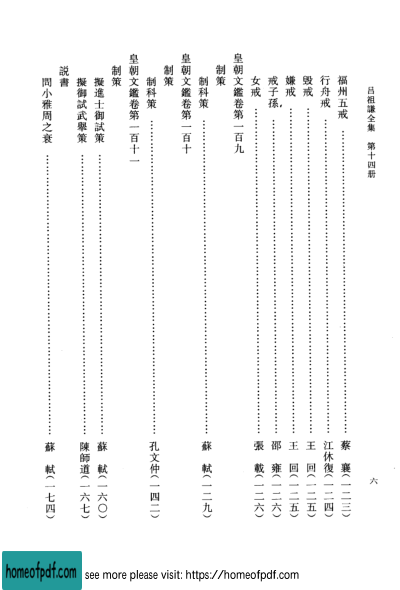 呂祖謙全集 第十四册
六
福州五戒……蔡 襄(一二三)
行舟戒……江休復(一二四)
毁戒……王 回(一二五)
嫌戒……王 回(一二五)
戒子孫……邵 雍(一二六)
女戒……張 載(一二六)
皇朝文鑑卷第一百九
制策
制科策……蘇 軾(一二九)
皇朝文鑑卷第一百十
制策
制科策……孔文仲(一四二)
皇朝文鑑卷第一百十一
制策
擬進士御試策……蘇 軾(一六〇)
擬御試武舉策……陳師道(一六七)
説書
問小雅周之衰……蘇 軾(一七四)
homeofpdf.com
see more please visit: https://homeofpdf.com